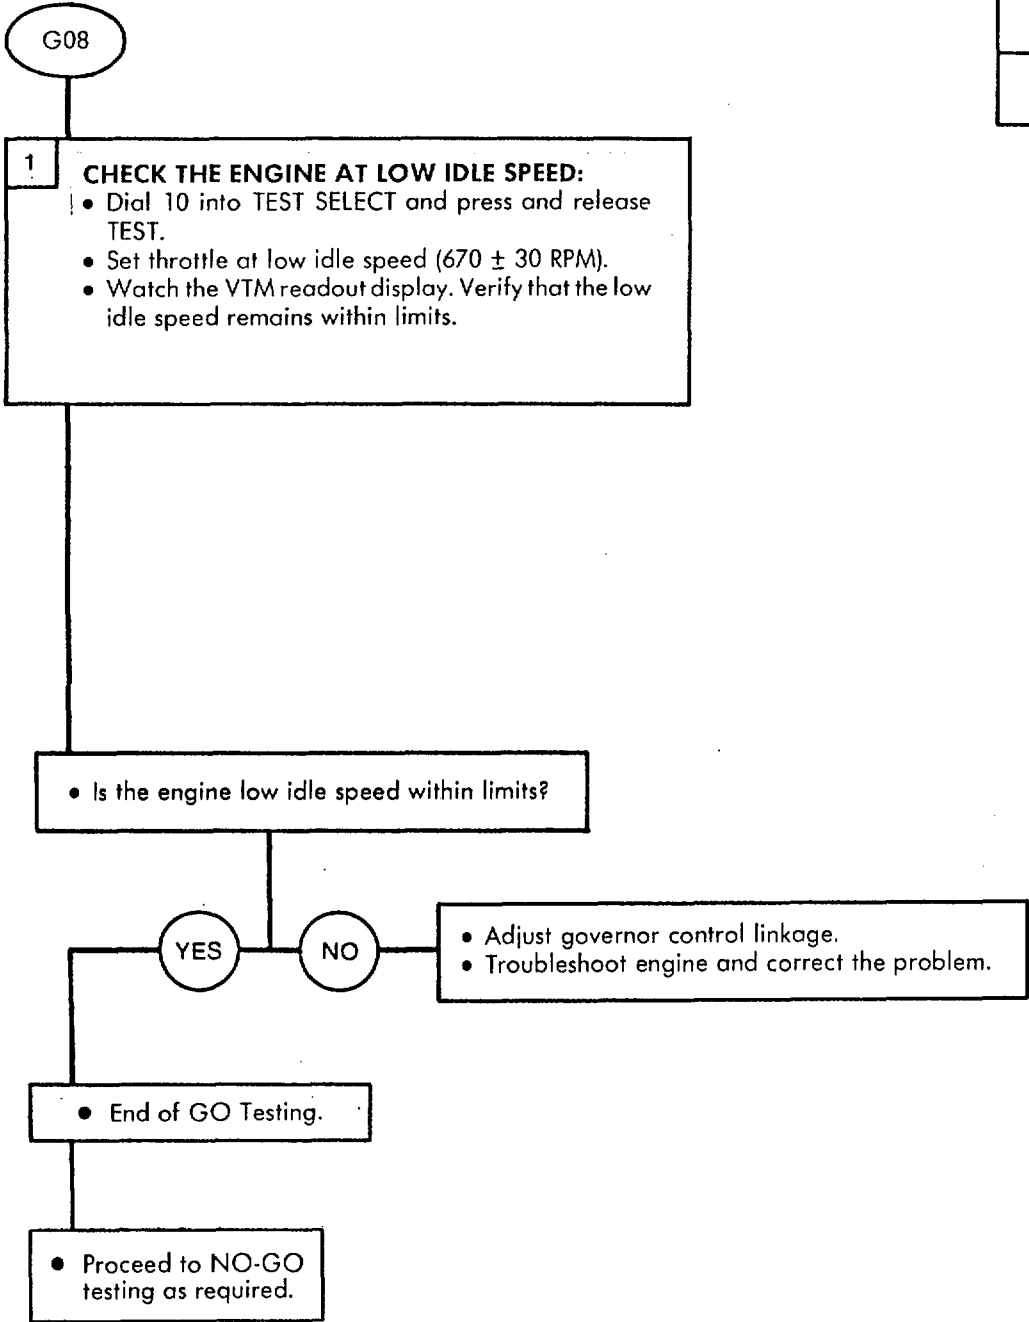 G08
1
CHECK THE ENGINE AT LOW IDLE SPEED:
• Dial 10 into TEST SELECT and press and release
TEST.
• Set throttle at low idle speed (670 ± 30 RPM).
• Watch the VTM readout display. Verify that the low
idle speed remains within limits.
• Is the engine low idle speed within limits?
YES
NO
• Adjust governor control linkage.
• Troubleshoot engine and correct the problem.
• End of GO Testing.
• Proceed to NO-GO
testing as required.